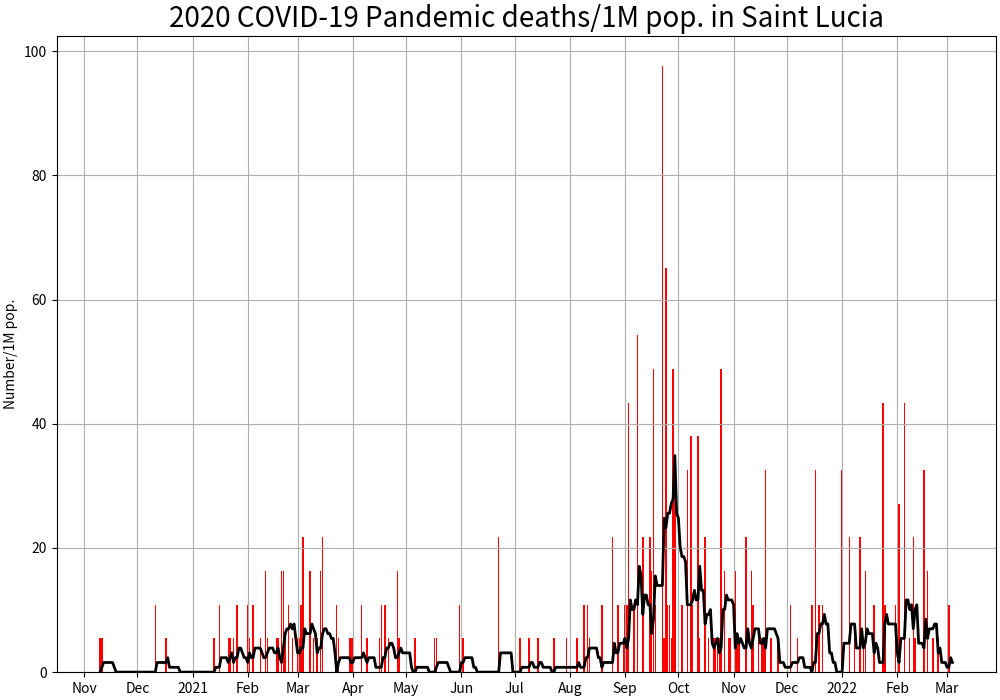 2020 COVID-19 Pandemic deaths/1M pop. in Saint Lucia
Number/1M pop.
100
80
60
40
20
0
Nov Dec 2021 Feb Mar Apr May Jun Jul Aug Sep Oct Nov Dec 2022 Feb Mar